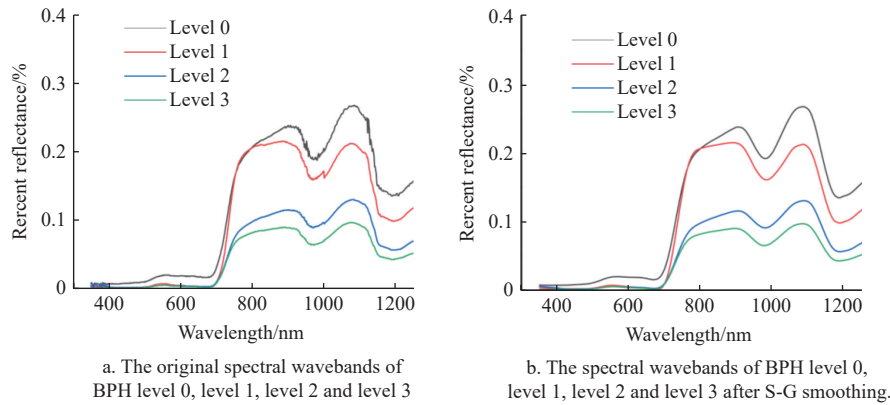 0.4
0.3
0.2
0.1
0
Rercent reflectance/%
Level 0
Level 1
Level 2
Level 3
400 600 800 1000 1200
Wavelength/nm
a. The original spectral wavebands of
BPH level 0, level 1, level 2 and level 3
0.4
0.3
0.2
0.1
0
Rercent reflectance/%
Level 0
Level 1
Level 2
Level 3
400 600 800 1000 1200
Wavelength/nm
b. The spectral wavebands of BPH level 0,
level 1, level 2 and level 3 after S-G smoothing.